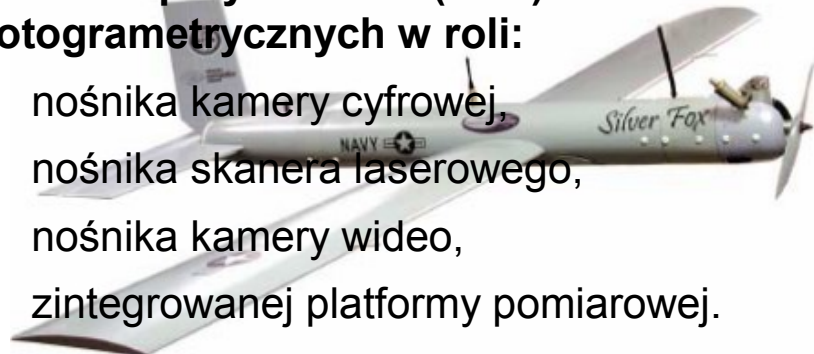 otogrametrycznych w roli:
nośnika kamery cyfrowej,
NAVY
Silver Fox
nośnika skanera laserowego,
nośnika kamery wideo,
zintegrowanej platformy pomiarowej.